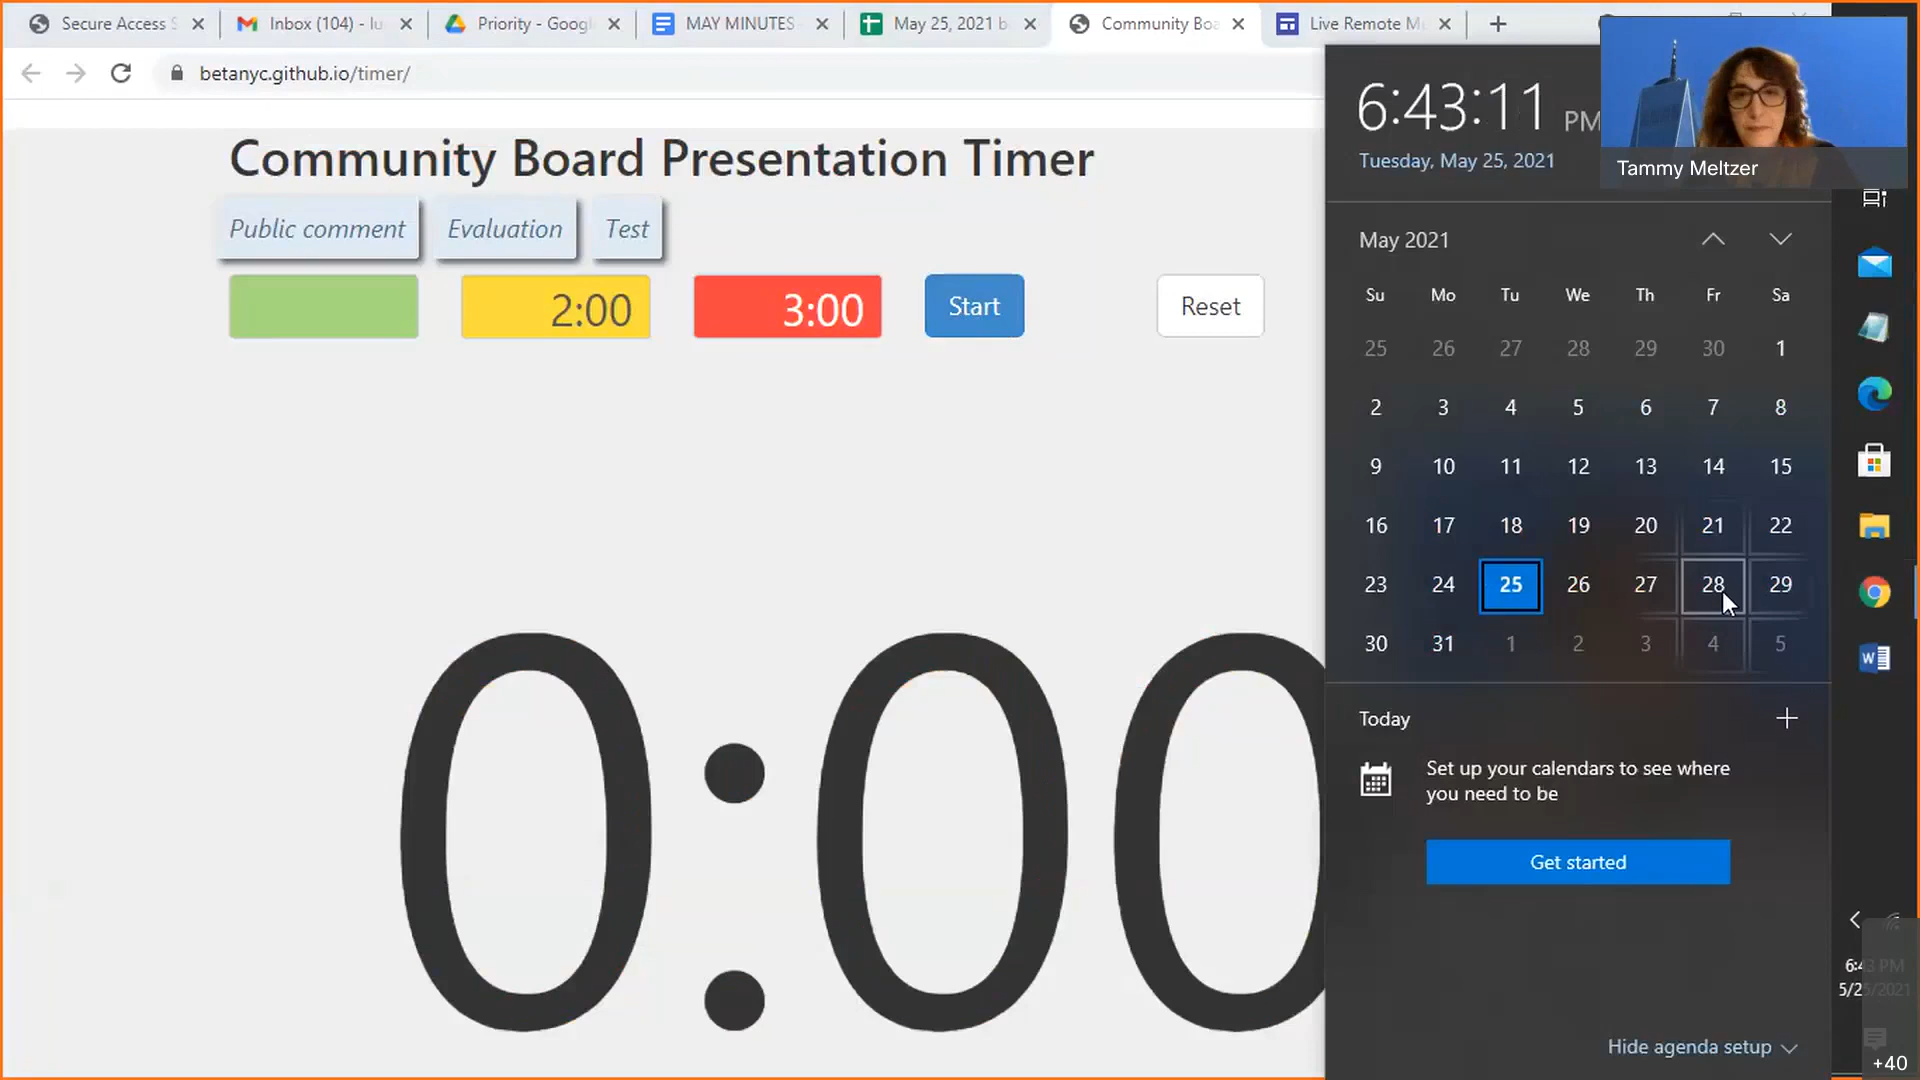 Secure Access S
Inbox (104) - lu
Priority - Googl
MAY MINUTES
May 25, 2021 b
Community Boa
Live Remote M
betanyc.github.io/timer/
Community Board Presentation Timer
Public comment
Evaluation
Test
2:00
3:00
Start
Reset
0:00
6:43:11 PM
Tuesday, May 25, 2021
Tammy Meltzer
May 2021
Su Mo Tu We Th Fr Sa
25 26 27 28 29 30 1
2 3 4 5 6 7 8
9 10 11 12 13 14 15
16 17 18 19 20 21 22
23 24 25 26 27 28 29
30 31 1 2 3 4 5
Today
Set up your calendars to see where
you need to be
Get started
6:43 PM
5/25/2021
Hide agenda setup
+40